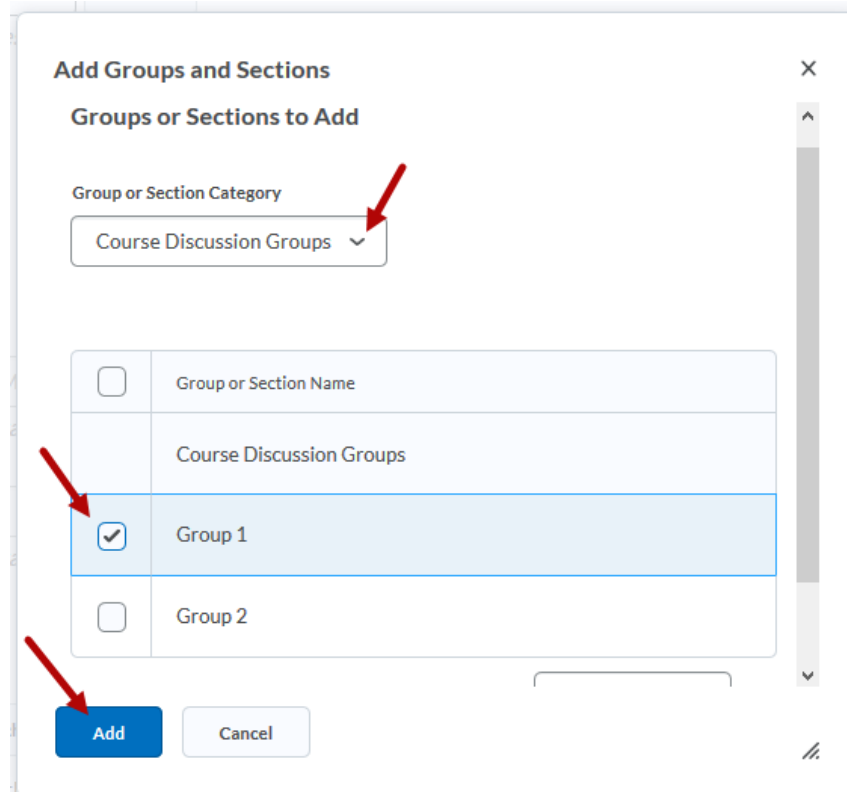 Add Groups and Sections
Groups or Sections to Add
Group or Section Category
Course Discussion Groups
Group or Section Name
Course Discussion Groups
Group 1
Group 2
Add Cancel